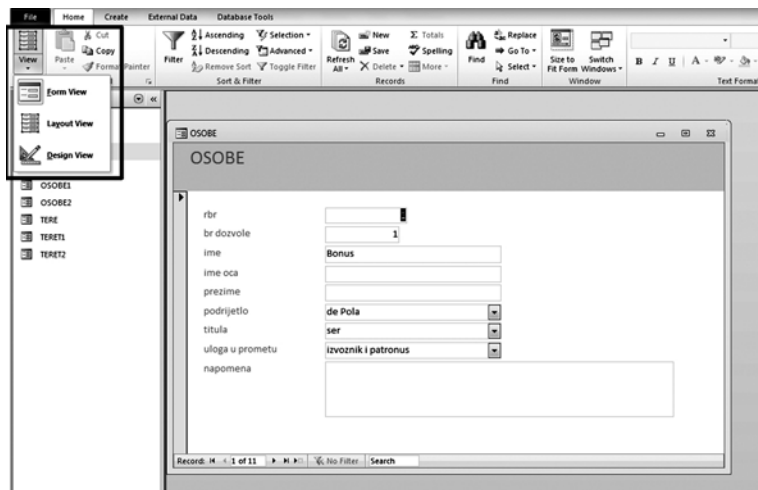 File Home Create External Data Database Tools
View
Paste
Cut
Copy
Format Painter
Filter
Ascending
Descending
Remove Sort
Selection
Advanced
Toggle Filter
Sort & Filter
Refresh All
New
Save
Delete
Totals
Spelling
More
Records
Find
Replace
Go To
Select
Find
Size to Fit Form
Switch Windows
Window
B I U A
Text Forma
Form View
Layout View
Design View
«
OSOBE1
OSOBE2
TERE
TERET1
TERET2
OSOBE
OSOBE
rbr
br dozvole 1
ime Bonus
ime oca
prezime
podrijetlo de Pola
titula ser
uloga u prometu izvoznik i patronus
napomena
Record: 1 of 11 No Filter Search